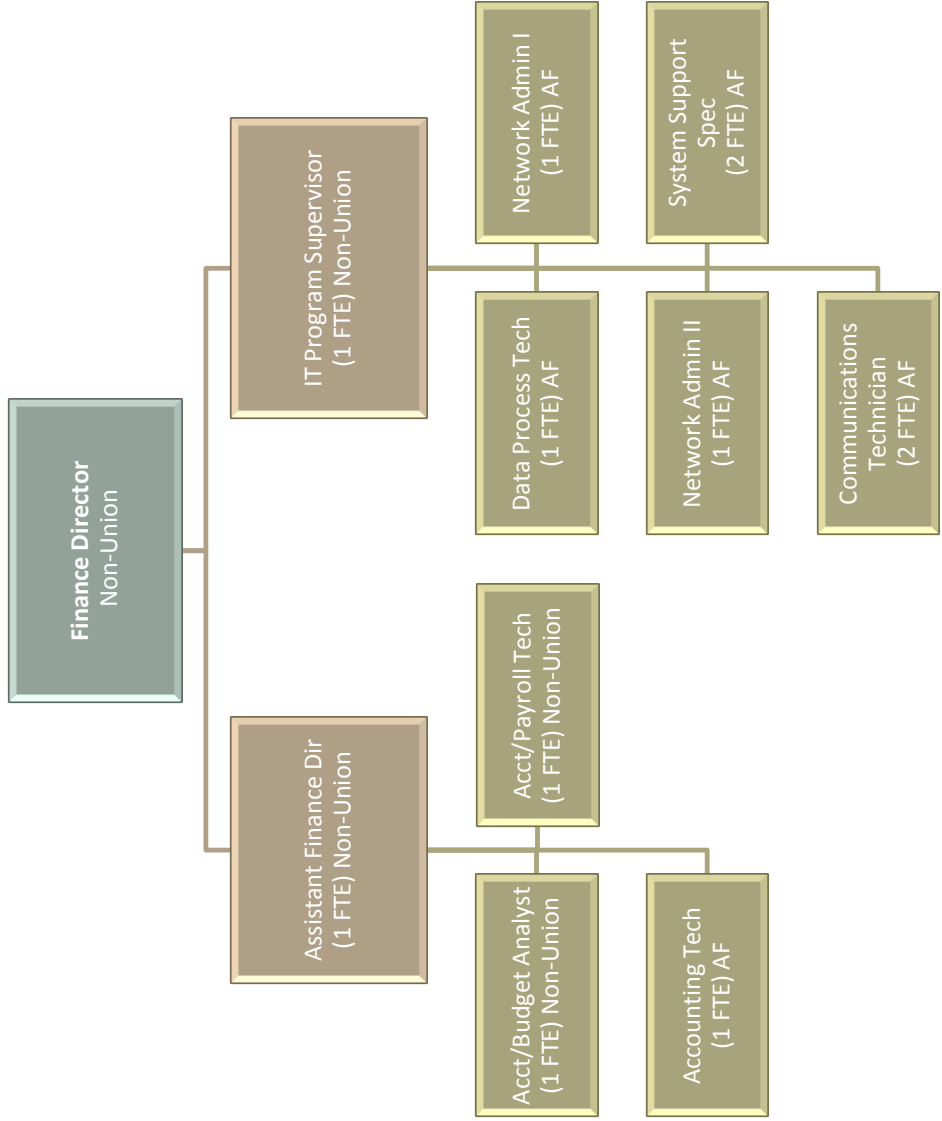 Finance Director
Non-Union
Assistant Finance Dir
(1 FTE) Non-Union
IT Program Supervisor
(1 FTE) Non-Union
Acct/Budget Analyst
(1 FTE) Non-Union
Acct/Payroll Tech
(1 FTE) Non-Union
Accounting Tech
(1 FTE) AF
Data Process Tech
(1 FTE) AF
Network Admin I
(1 FTE) AF
Network Admin II
(1 FTE) AF
System Support
Spec
(2 FTE) AF
Communications
Technician
(2 FTE) AF